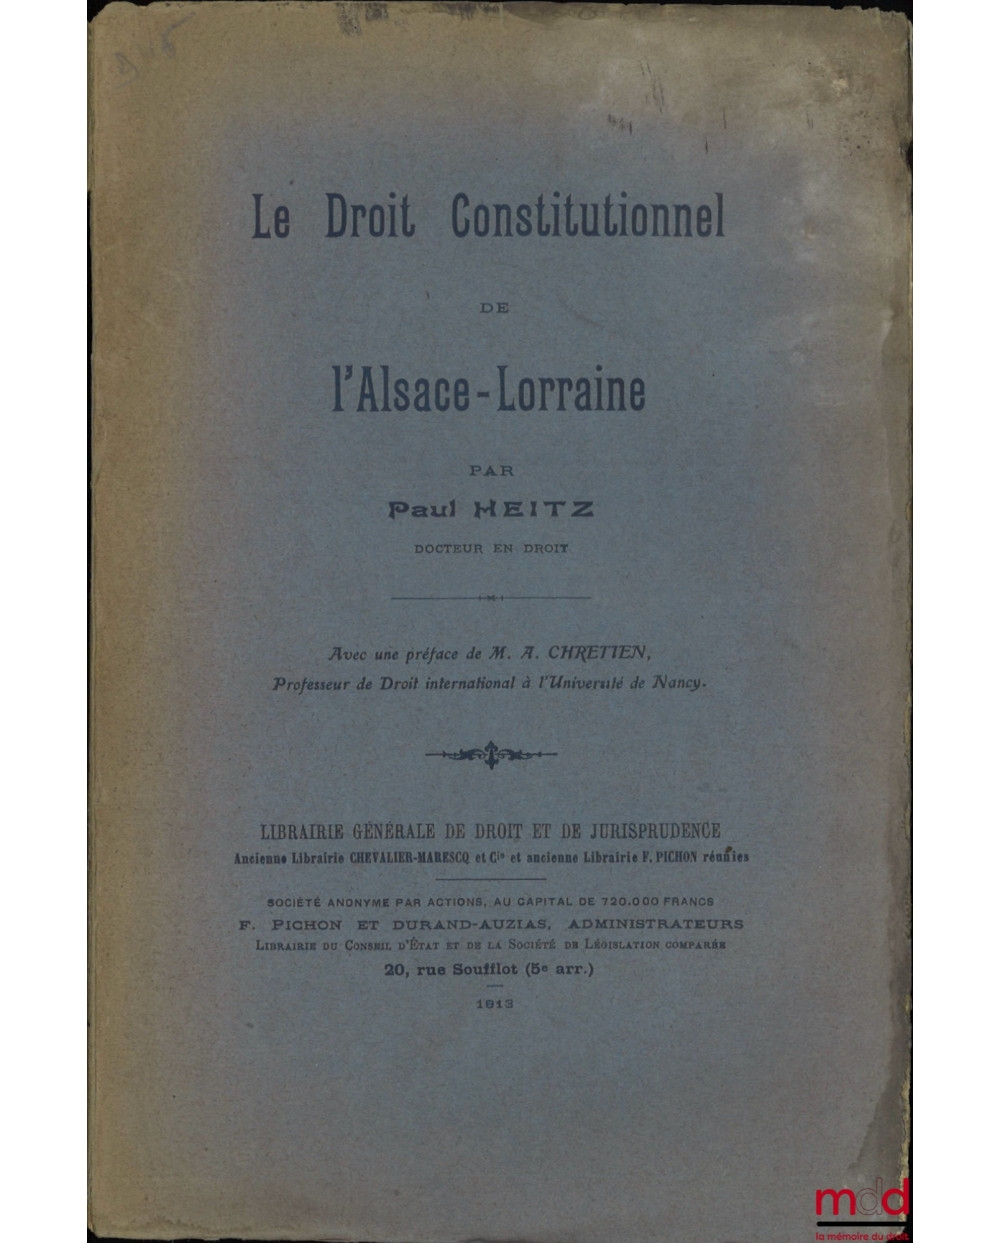 Le Droit Constitutionnel
DE
l'Alsace-Lorraine
PAR
Paul HEITZ
DOCTEUR EN DROIT
Avec une préface de M. A. CHRETIEN,
Professeur de Droit international à l'Université de Nancy.
LIBRAIRIE GÉNÉRALE DE DROIT ET DE JURISPRUDENCE
Ancienne Librairie CHEVALIER-MARESCQ et Cie et ancienne Librairie F. PICHON réunies
SOCIÉTÉ ANONYME PAR ACTIONS, AU CAPITAL DE 720.000 FRANCS
F. PICHON ET DURAND-AUZIAS, ADMINISTRATEURS
LIBRAIRIE DU CONSEIL D'ÉTAT ET DE LA SOCIÉTÉ DE LÉGISLATION COMPARÉE
20, rue Soufflot (5e arr.)
1913
mdd
la mémoire du droit